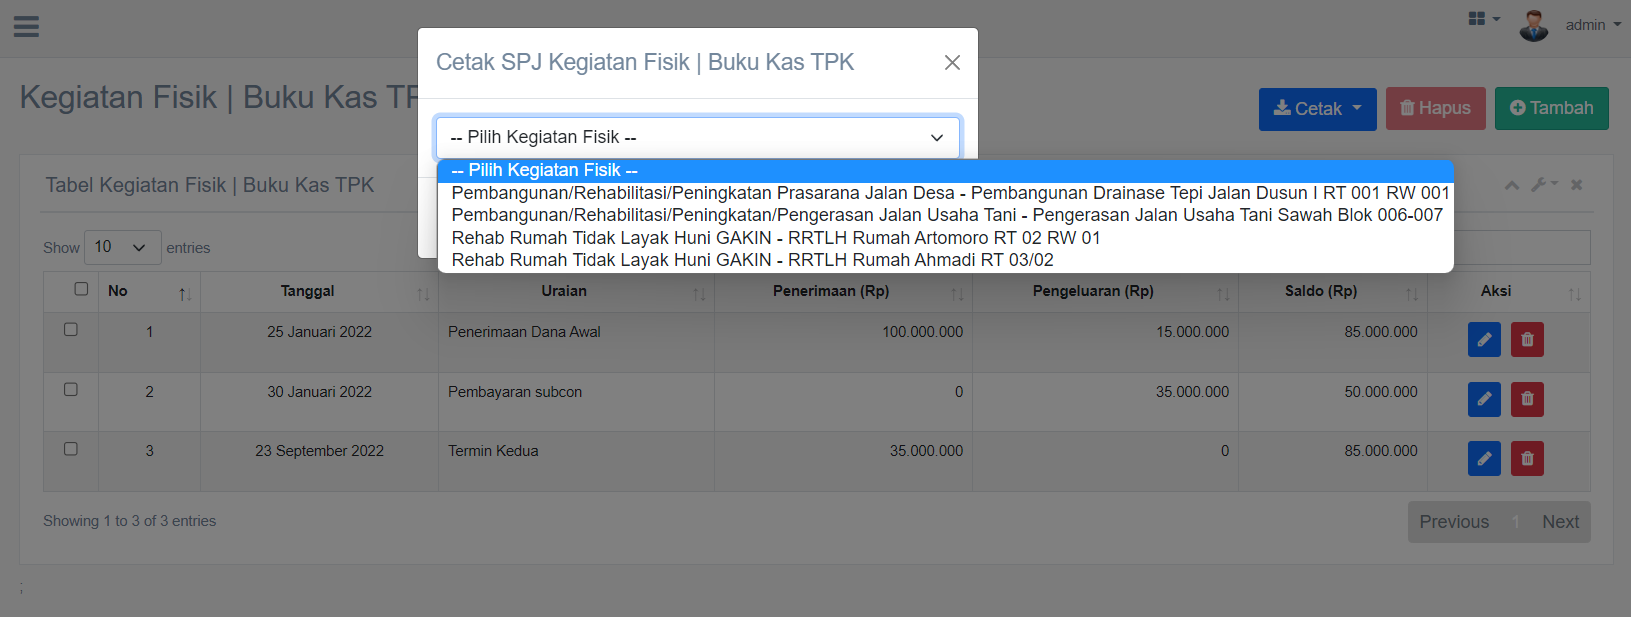 admin
Cetak SPJ Kegiatan Fisik | Buku Kas TPK
Kegiatan Fisik | Buku Kas
Cetak
Hapus
Tambah
-- Pilih Kegiatan Fisik --
-- Pilih Kegiatan Fisik --
Pembangunan/Rehabilitasi/Peningkatan Prasarana Jalan Desa - Pembangunan Drainase Tepi Jalan Dusun I RT 001 RW 001
Pembangunan/Rehabilitasi/Peningkatan/Pengerasan Jalan Usaha Tani - Pengerasan Jalan Usaha Tani Sawah Blok 006-007
Rehab Rumah Tidak Layak Huni GAKIN - RRTLH Rumah Artomoro RT 02 RW 01
Rehab Rumah Tidak Layak Huni GAKIN - RRTLH Rumah Ahmadi RT 03/02
Tabel Kegiatan Fisik | Buku Kas TPK
Show 10 entries
No Tanggal Uraian Penerimaan (Rp) Pengeluaran (Rp) Saldo (Rp) Aksi
1 25 Januari 2022 Penerimaan Dana Awal 100.000.000 15.000.000 85.000.000
2 30 Januari 2022 Pembayaran subcon 0 35.000.000 50.000.000
3 23 September 2022 Termin Kedua 35.000.000 0 85.000.000
Showing 1 to 3 of 3 entries
Previous 1 Next
;